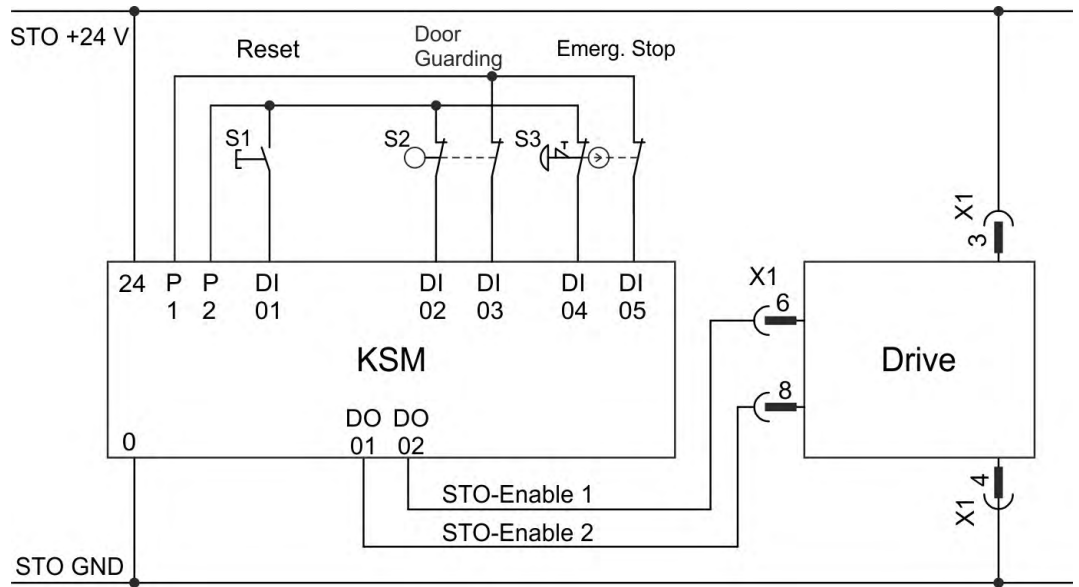 STO +24 V
Reset
Door
Guarding
Emerg. Stop
S1
S2
S3
X1
3
24
P
1
P
2
DI
01
DI
02
DI
03
DI
04
DI
05
X1
6
KSM
Drive
8
DO
01
DO
02
0
4
X1
STO-Enable 1
STO-Enable 2
STO GND